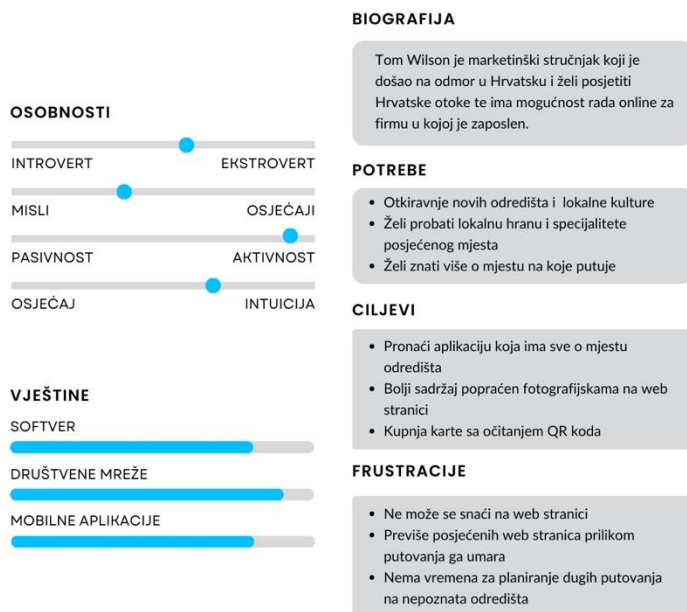 OSOBNOSTI
INTROVERT EKSTROVERT
MISLI OSJEĆAJI
PASIVNOST AKTIVNOST
OSJEĆAJ INTUICIJA
VJEŠTINE
SOFTVER
DRUŠTVENE MREŽE
MOBILNE APLIKACIJE
BIOGRAFIJA
Tom Wilson je marketinški stručnjak koji je
došao na odmor u Hrvatsku i želi posjetiti
Hrvatske otoke te ima mogućnost rada online za
firmu u kojoj je zaposlen.
POTREBE
• Otkiravnje novih odredišta i lokalne kulture
• Želi probati lokalnu hranu i specijalitete
posjećenog mjesta
• Želi znati više o mjestu na koje putuje
CILJEVI
• Pronaći aplikaciju koja ima sve o mjestu
odredišta
• Bolji sadržaj popraćen fotografijskama na web
stranici
• Kupnja karte sa očitanjem QR koda
FRUSTRACIJE
• Ne može se snaći na web stranici
• Previše posjećenih web stranica prilikom
putovanja ga umara
• Nema vremena za planiranje dugih putovanja
na nepoznata odredišta